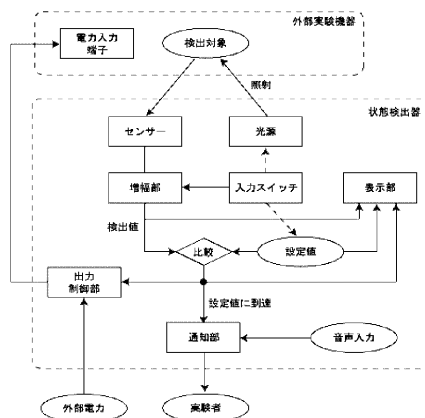 外部実験機器
電力入力
端子
検出対象
照射
状態検出器
センサー
光源
増幅部
入力スイッチ
表示部
検出値
比較
設定値
出力
制御部
設定値に到達
通知部
音声入力
外部電力
実験者